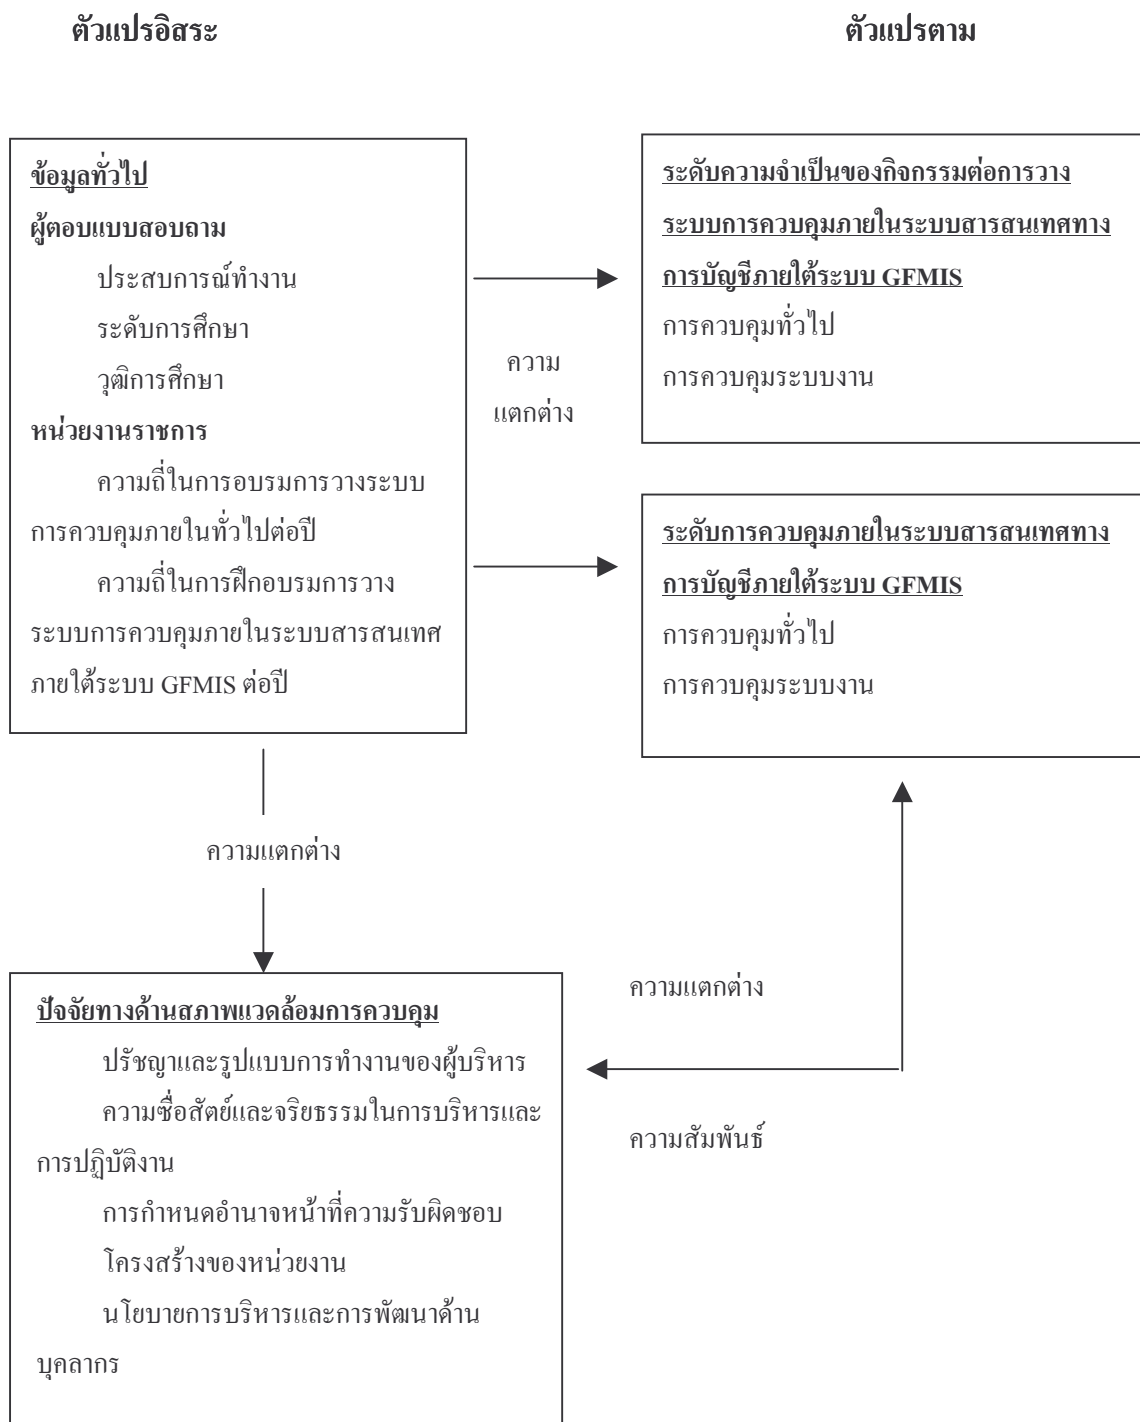 ตัวแปรอิสระ
ตัวแปรตาม
ข้อมูลทั่วไป
ผู้ตอบแบบสอบถาม
ประสบการณ์ทำงาน
ระดับการศึกษา
วุฒิการศึกษา
หน่วยงานราชการ
ความถี่ในการอบรมการวางระบบ
การควบคุมภายในทั่วไปต่อปี
ความถี่ในการฝึกอบรมการวาง
ระบบการควบคุมภายในระบบสารสนเทศ
ภายใต้ระบบ GFMIS ต่อปี
ความ
แตกต่าง
ระดับความจำเป็นของกิจกรรมต่อการวาง
ระบบการควบคุมภายในระบบสารสนเทศทาง
การบัญชีภายใต้ระบบ GFMIS
การควบคุมทั่วไป
การควบคุมระบบงาน
ระดับการควบคุมภายในระบบสารสนเทศทาง
การบัญชีภายใต้ระบบ GFMIS
การควบคุมทั่วไป
การควบคุมระบบงาน
ความแตกต่าง
ปัจจัยทางด้านสภาพแวดล้อมการควบคุม
ปรัชญาและรูปแบบการทำงานของผู้บริหาร
ความซื่อสัตย์และจริยธรรมในการบริหารและ
การปฏิบัติงาน
การกำหนดอำนาจหน้าที่ความรับผิดชอบ
โครงสร้างของหน่วยงาน
นโยบายการบริหารและการพัฒนาด้าน
บุคลากร
ความแตกต่าง
ความสัมพันธ์